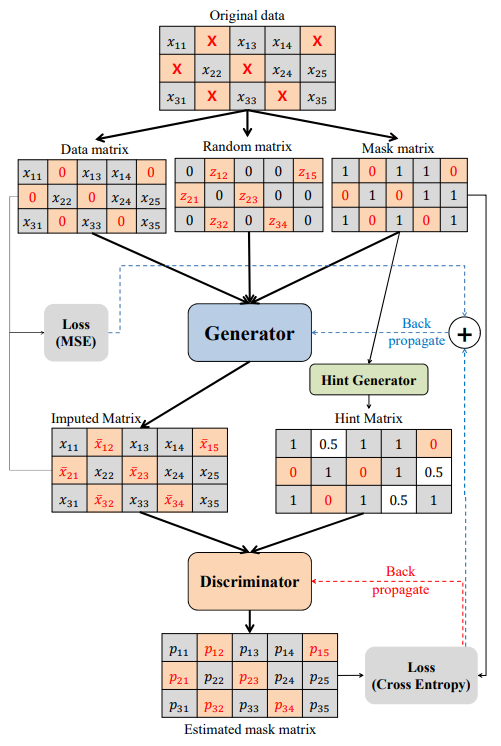 Original data
x₁₁ X x₁₃ x₁₄ X
X x₂₂ X x₂₄ x₂₅
x₃₁ X x₃₃ X x₃₅
Data matrix
x₁₁ 0 x₁₃ x₁₄ 0
0 x₂₂ 0 x₂₄ x₂₅
x₃₁ 0 x₃₃ 0 x₃₅
Random matrix
0 z₁₂ 0 0 z₁₅
z₂₁ 0 z₂₃ 0 0
0 z₃₂ 0 z₃₄ 0
Mask matrix
1 0 1 1 0
0 1 0 1 1
1 0 1 0 1
Loss
(MSE)
Generator
Back
propagate
+
Hint Generator
Imputed Matrix
x₁₁ x̄₁₂ x₁₃ x₁₄ x̄₁₅
x̄₂₁ x₂₂ x̄₂₃ x₂₄ x₂₅
x₃₁ x̄₃₂ x₃₃ x̄₃₄ x₃₅
Hint Matrix
1 0.5 1 1 0
0 1 0 1 0.5
1 0 1 0.5 1
Discriminator
Back
propagate
p₁₁ p₁₂ p₁₃ p₁₄ p₁₅
p₂₁ p₂₂ p₂₃ p₂₄ p₂₅
p₃₁ p₃₂ p₃₃ p₃₄ p₃₅
Estimated mask matrix
Loss
(Cross Entropy)